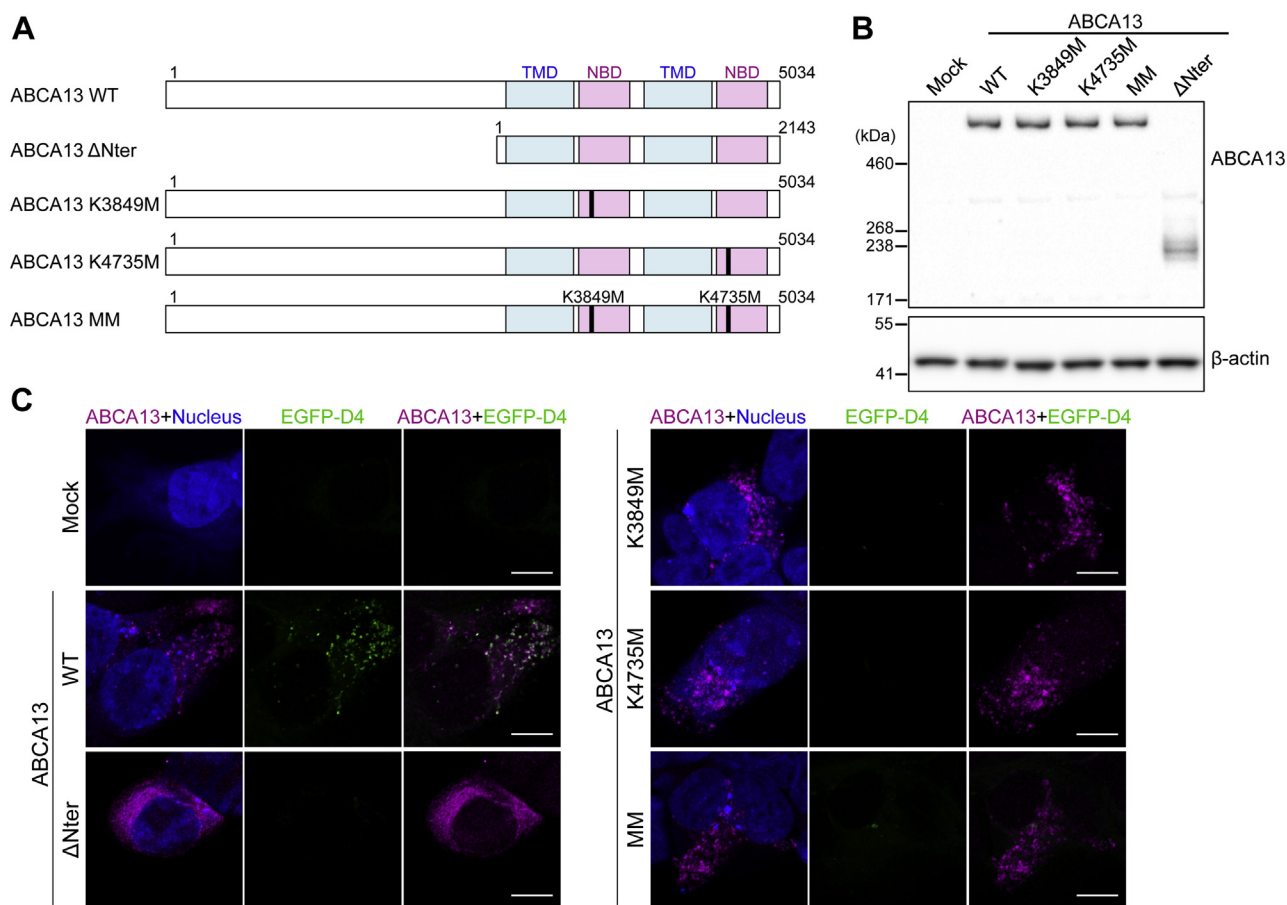 A
1 TMD NBD TMD NBD 5034
ABCA13 WT
1 2143
ABCA13 ΔNter
1 5034
ABCA13 K3849M
1 5034
ABCA13 K4735M
1 K3849M K4735M 5034
ABCA13 MM
B
ABCA13
Mock WT K3849M K4735M MM ΔNter
(kDa)
460
268
238
171
ABCA13
55
41
β-actin
C
ABCA13+Nucleus EGFP-D4 ABCA13+EGFP-D4
Mock
ABCA13
WT
ΔNter
ABCA13+Nucleus EGFP-D4 ABCA13+EGFP-D4
ABCA13
K3849M
K4735M
MM